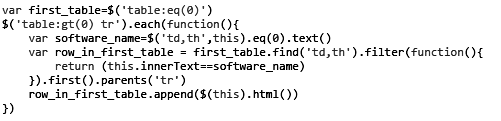 var first_table=$('table:eq(0)')
$('table:gt(0) tr').each(function(){
    var software_name=$('td,th',this).eq(0).text()
    var row_in_first_table = first_table.find('td,th').filter(function(){
        return (this.innerText==software_name)
    }).first().parents('tr')
    row_in_first_table.append($(this).html())
})